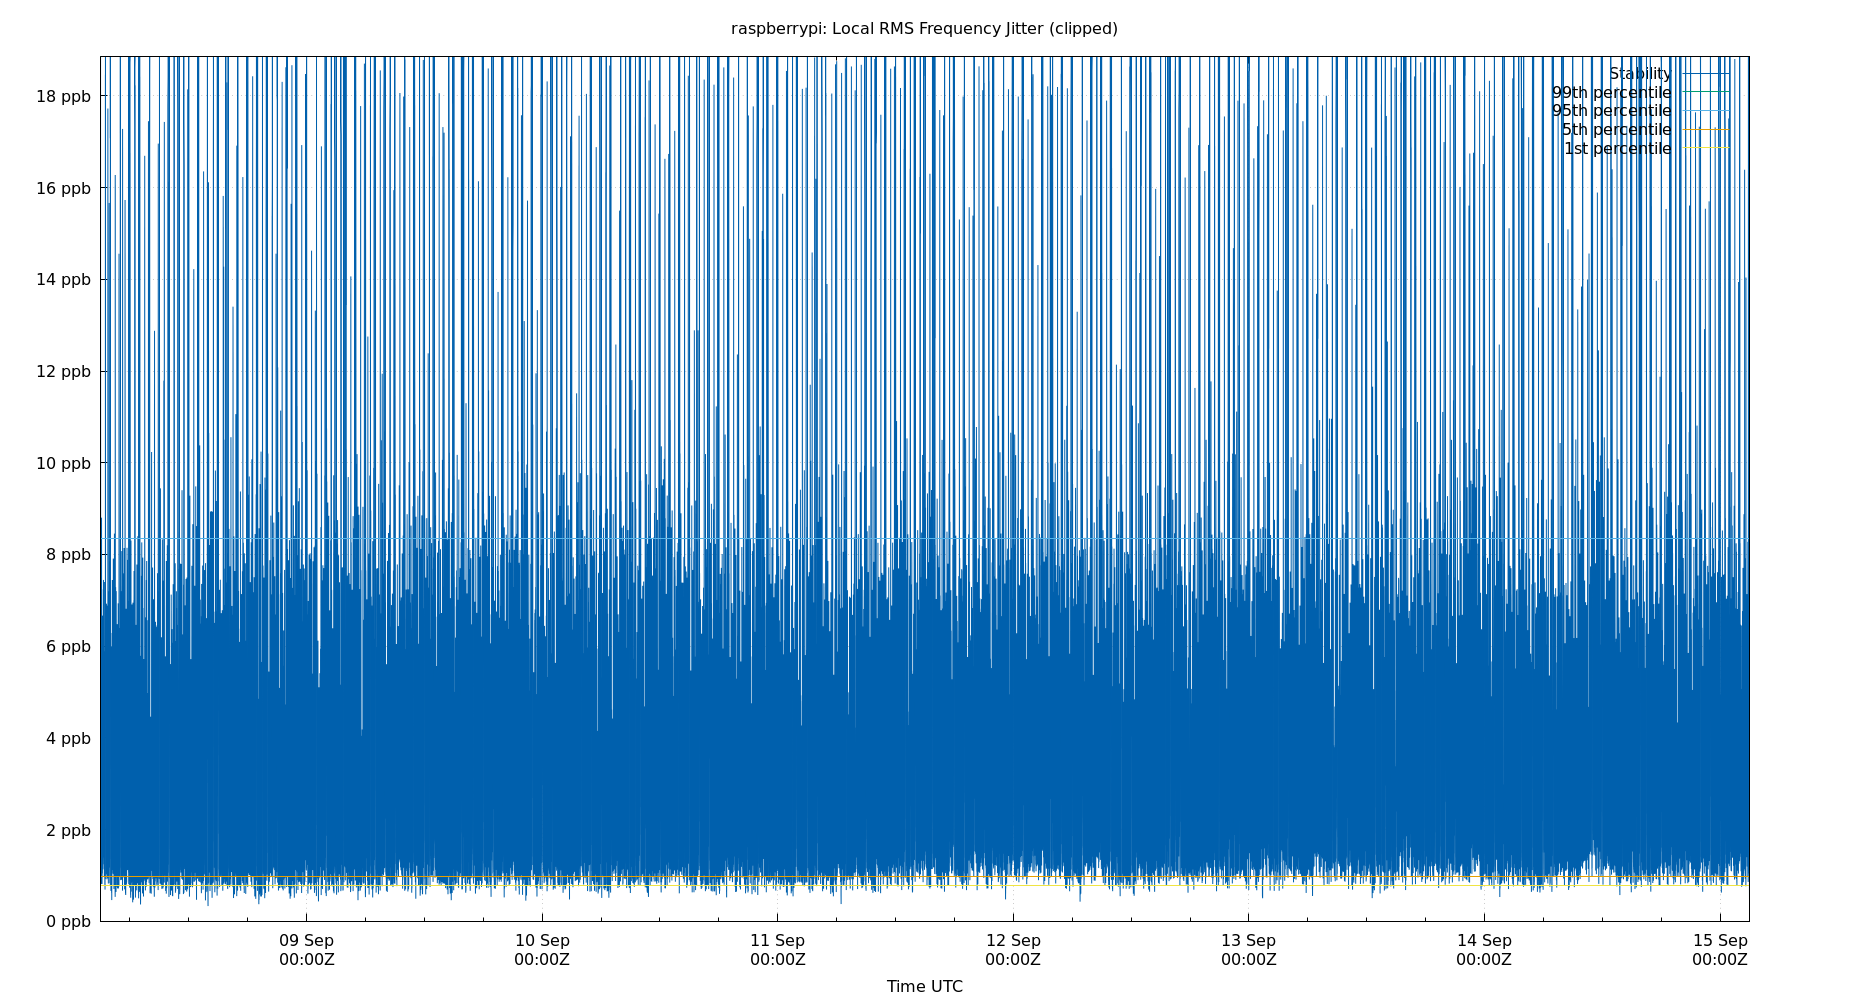 raspberrypi: Local RMS Frequency Jitter (clipped)
Stability
99th percentile
95th percentile
5th percentile
1st percentile
18 ppb
16 ppb
14 ppb
12 ppb
10 ppb
8 ppb
6 ppb
4 ppb
2 ppb
0 ppb
09 Sep 10 Sep 11 Sep 12 Sep 13 Sep 14 Sep 15 Sep
00:00Z 00:00Z 00:00Z 00:00Z 00:00Z 00:00Z 00:00Z
Time UTC